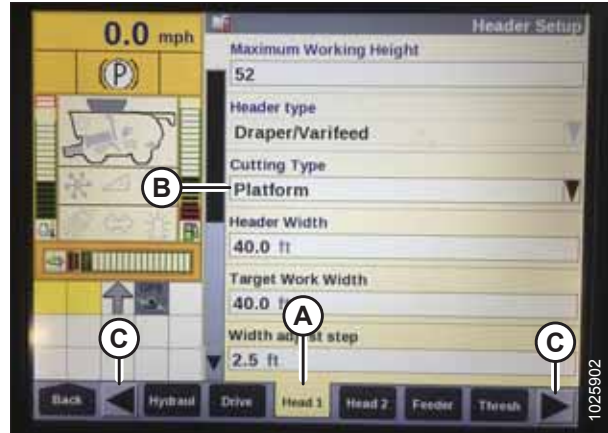 0.0 mph
(P)
Header Setup
Maximum Working Height
52
Header type
Draper/Varifeed
Cutting Type
B
Platform
Header Width
40.0 ft
Target Work Width
40.0 ft
A
Width adjust step
C
C
2.5 ft
Back
Hydraul
Drive
Head 1
Head 2
Feeder
Thresh
1025902